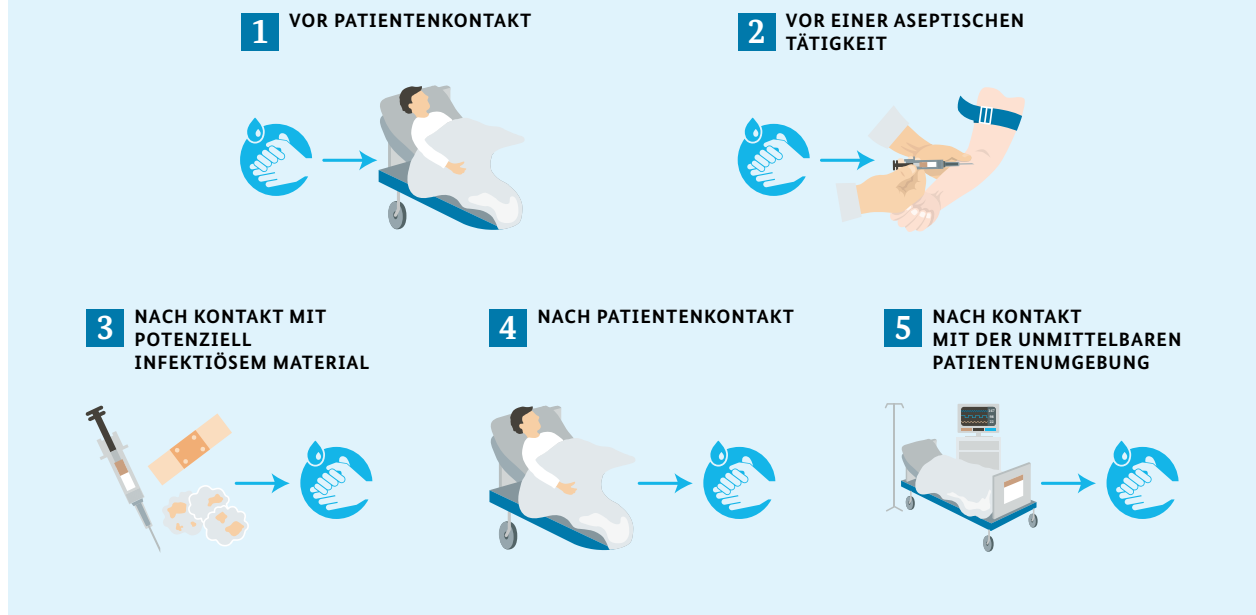 1 VOR PATIENTENKONTAKT
2 VOR EINER ASEPTISCHEN
TÄTIGKEIT
3 NACH KONTAKT MIT
POTENZIELL
INFEKTIÖSEM MATERIAL
4 NACH PATIENTENKONTAKT
5 NACH KONTAKT
MIT DER UNMITTELBAREN
PATIENTENUMGEBUNG